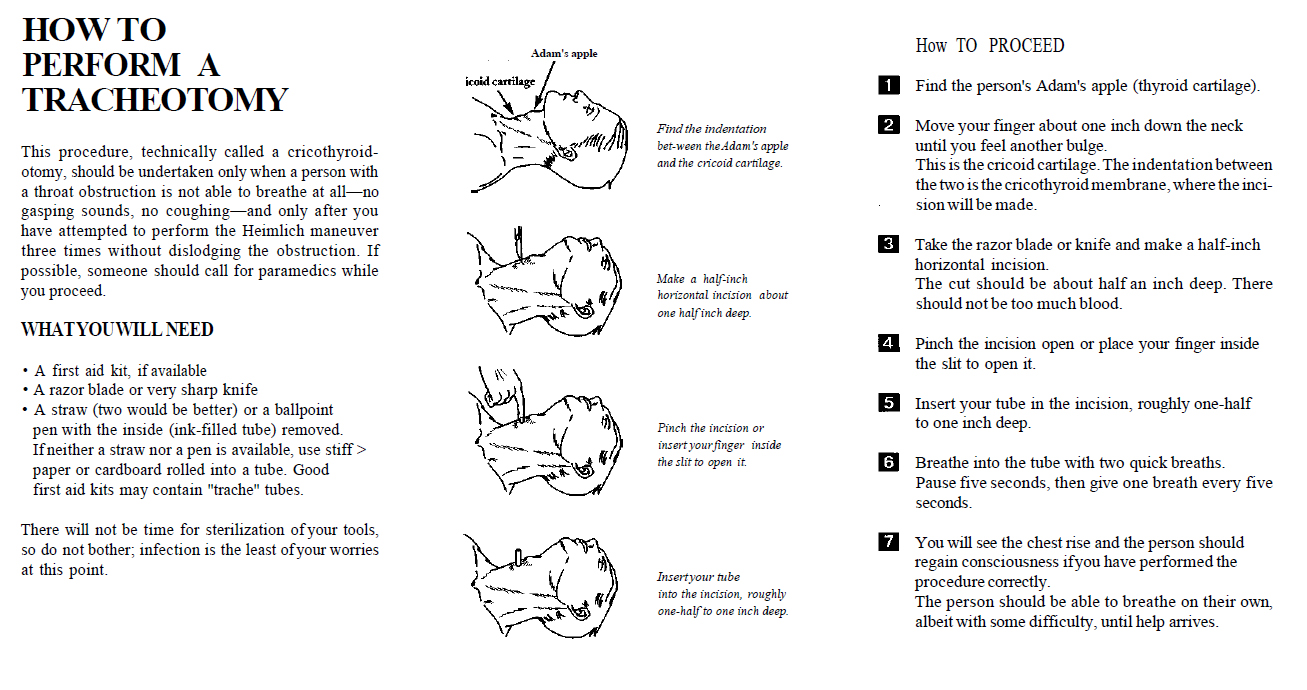 HOW TO
PERFORM A
TRACHEOTOMY
This procedure, technically called a cricothyroid-
otomy, should be undertaken only when a person with
a throat obstruction is not able to breathe at all—no
gasping sounds, no coughing—and only after you
have attempted to perform the Heimlich maneuver
three times without dislodging the obstruction. If
possible, someone should call for paramedics while
you proceed.
WHAT YOU WILL NEED
• A first aid kit, if available
• A razor blade or very sharp knife
• A straw (two would be better) or a ballpoint
pen with the inside (ink-filled tube) removed.
If neither a straw nor a pen is available, use stiff >
paper or cardboard rolled into a tube. Good
first aid kits may contain "trache" tubes.
There will not be time for sterilization of your tools,
so do not bother; infection is the least of your worries
at this point.
Adam's apple
icoid cartilage
Find the indentation
bet-ween the Adam's apple
and the cricoid cartilage.
Make a half-inch
horizontal incision about
one half inch deep.
Pinch the incision or
insert your finger inside
the slit to open it.
Insert your tube
into the incision, roughly
one-half to one inch deep.
How TO PROCEED
1 Find the person's Adam's apple (thyroid cartilage).
2 Move your finger about one inch down the neck
until you feel another bulge.
This is the cricoid cartilage. The indentation between
the two is the cricothyroid membrane, where the inci-
sion will be made.
3 Take the razor blade or knife and make a half-inch
horizontal incision.
The cut should be about half an inch deep. There
should not be too much blood.
4 Pinch the incision open or place your finger inside
the slit to open it.
5 Insert your tube in the incision, roughly one-half
to one inch deep.
6 Breathe into the tube with two quick breaths.
Pause five seconds, then give one breath every five
seconds.
7 You will see the chest rise and the person should
regain consciousness if you have performed the
procedure correctly.
The person should be able to breathe on their own,
albeit with some difficulty, until help arrives.